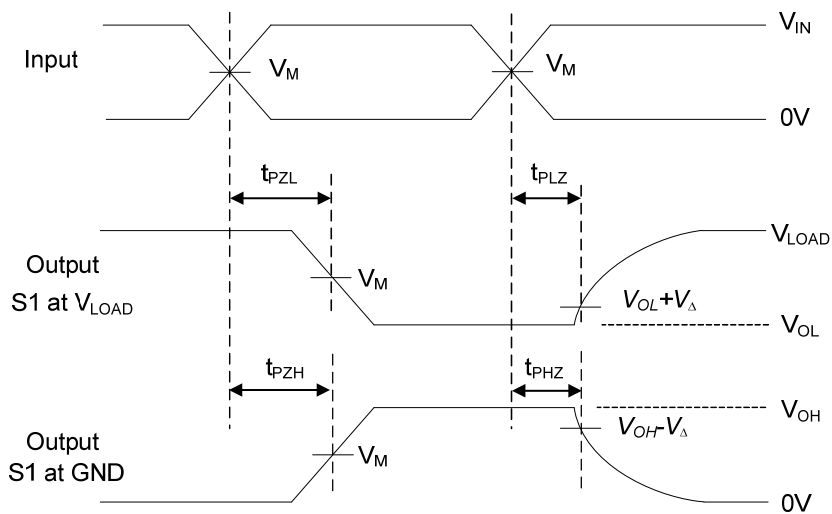 V_IN
Input
V_M
V_M
0V
t_PZL
t_PLZ
V_LOAD
Output
S1 at V_LOAD
V_M
V_OL+V_Δ
V_OL
t_PZH
t_PHZ
V_OH
Output
S1 at GND
V_M
V_OH-V_Δ
0V